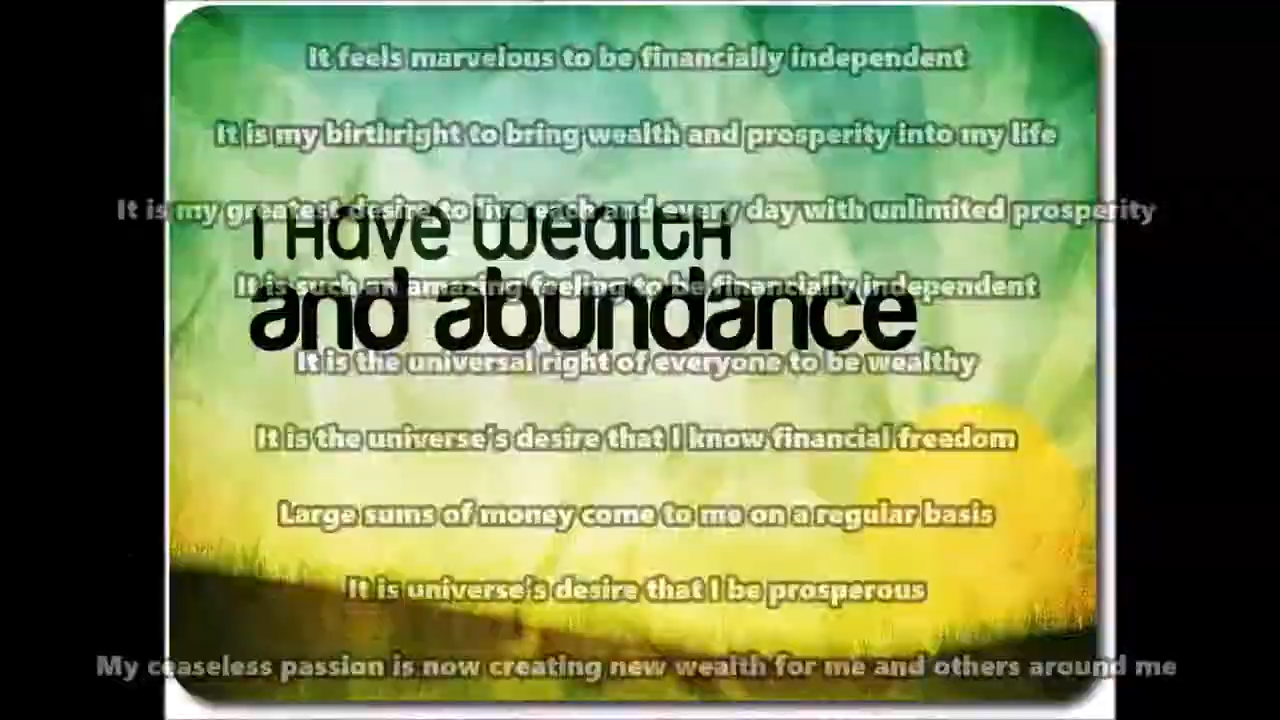 It feels marvelous to be financially independent
It is my birthright to bring wealth and prosperity into my life
It is my greatest desire to live each and every day with unlimited prosperity
I Have Wealth
It is such an amazing feeling to be financially independent
and abundance
It is the universal right of everyone to be wealthy
It is the universe's desire that I know financial freedom
Large sums of money come to me on a regular basis
It is universe's desire that I be prosperous
My ceaseless passion is now creating new wealth for me and others around me